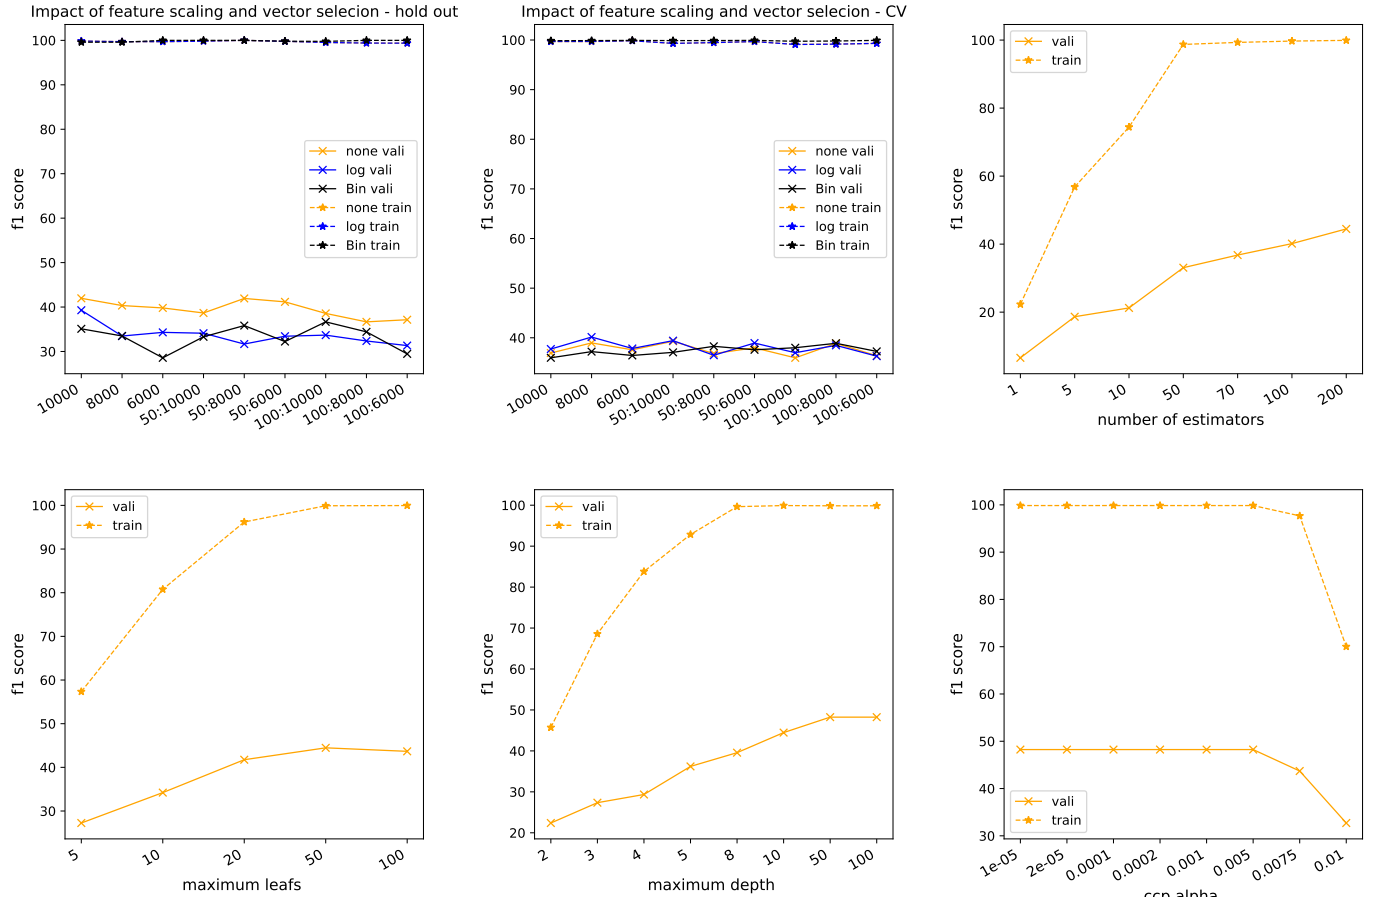 Impact of feature scaling and vector selecion - hold out
f1 score
100
90
80
70
60
50
40
30
none vali
log vali
Bin vali
none train
log train
Bin train
10000
8000
6000
50:10000
50:8000
50:6000
100:10000
100:8000
100:6000
Impact of feature scaling and vector selecion - CV
f1 score
100
90
80
70
60
50
40
none vali
log vali
Bin vali
none train
log train
Bin train
10000
8000
6000
50:10000
50:8000
50:6000
100:10000
100:8000
100:6000
f1 score
100
80
60
40
20
vali
train
1
5
10
50
70
100
200
number of estimators
f1 score
100
90
80
70
60
50
40
30
vali
train
5
10
20
50
100
maximum leafs
f1 score
100
90
80
70
60
50
40
30
20
vali
train
2
3
4
5
8
10
50
100
maximum depth
f1 score
100
90
80
70
60
50
40
30
vali
train
1e-05
2e-05
0.0001
0.0002
0.001
0.005
0.0075
0.01
ccp alpha